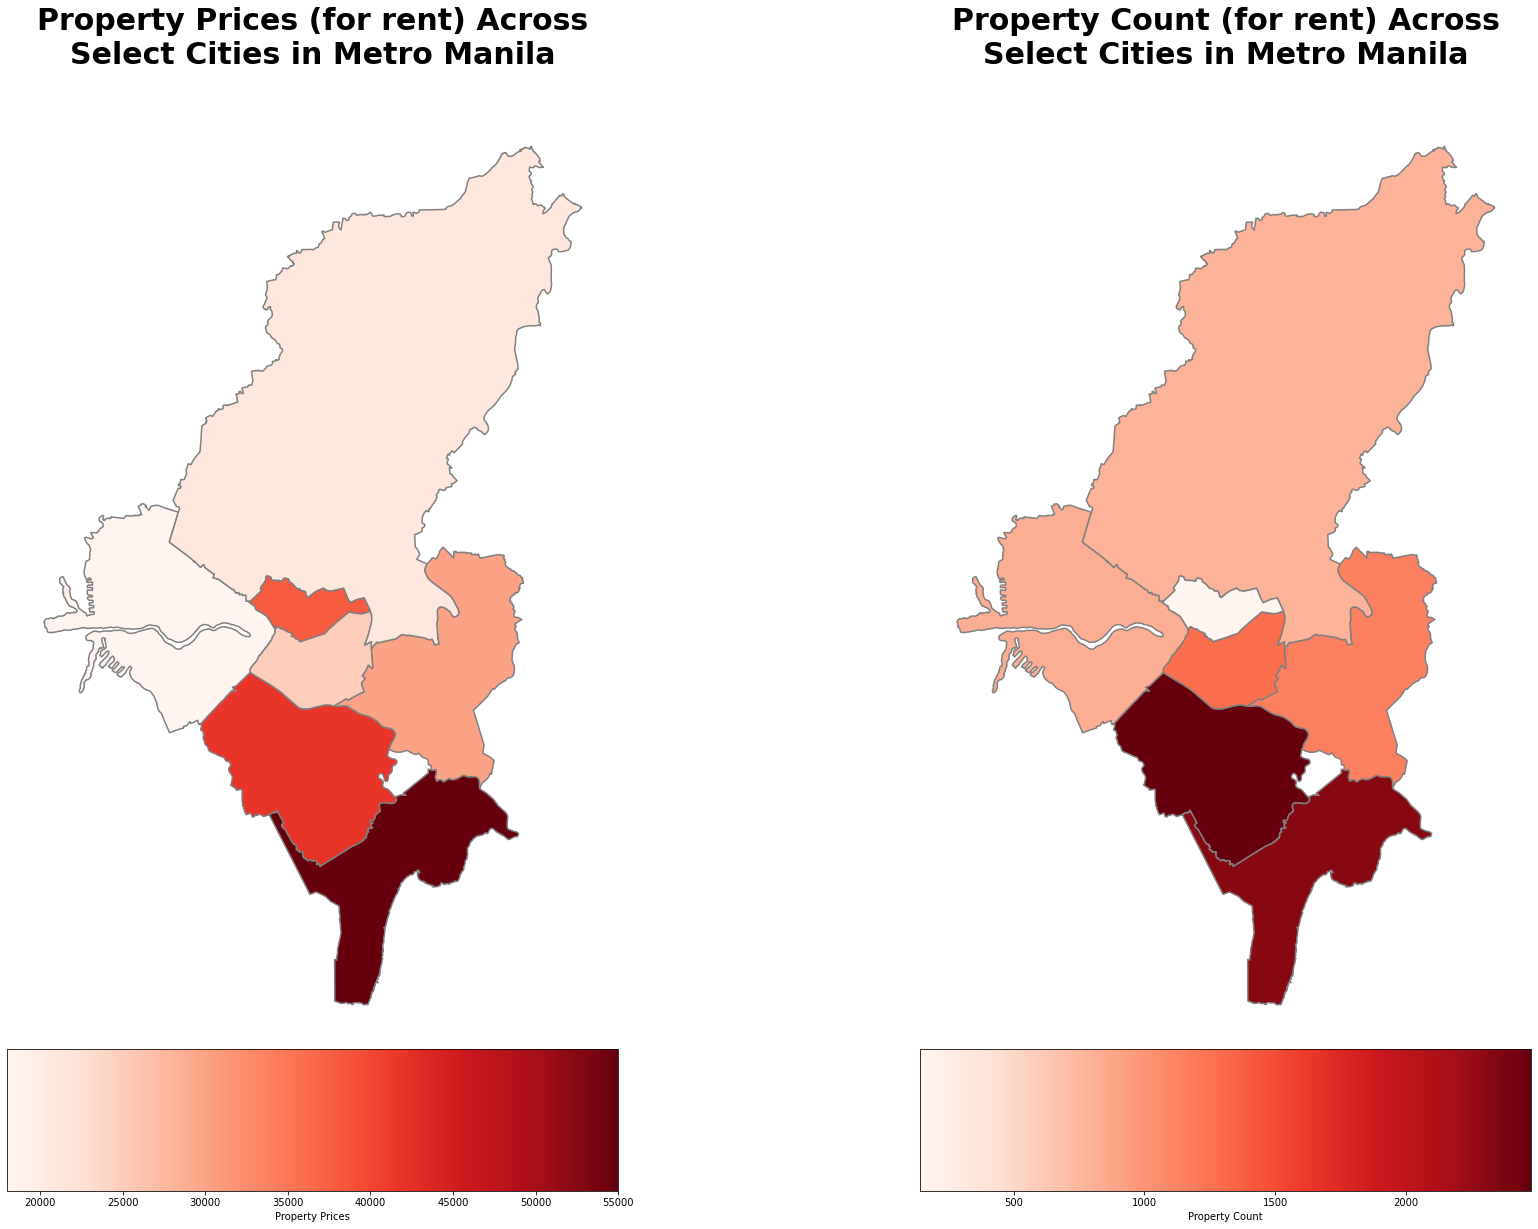 Property Prices (for rent) Across
Select Cities in Metro Manila
20000 25000 30000 35000 40000 45000 50000 55000
Property Prices
Property Count (for rent) Across
Select Cities in Metro Manila
500 1000 1500 2000
Property Count